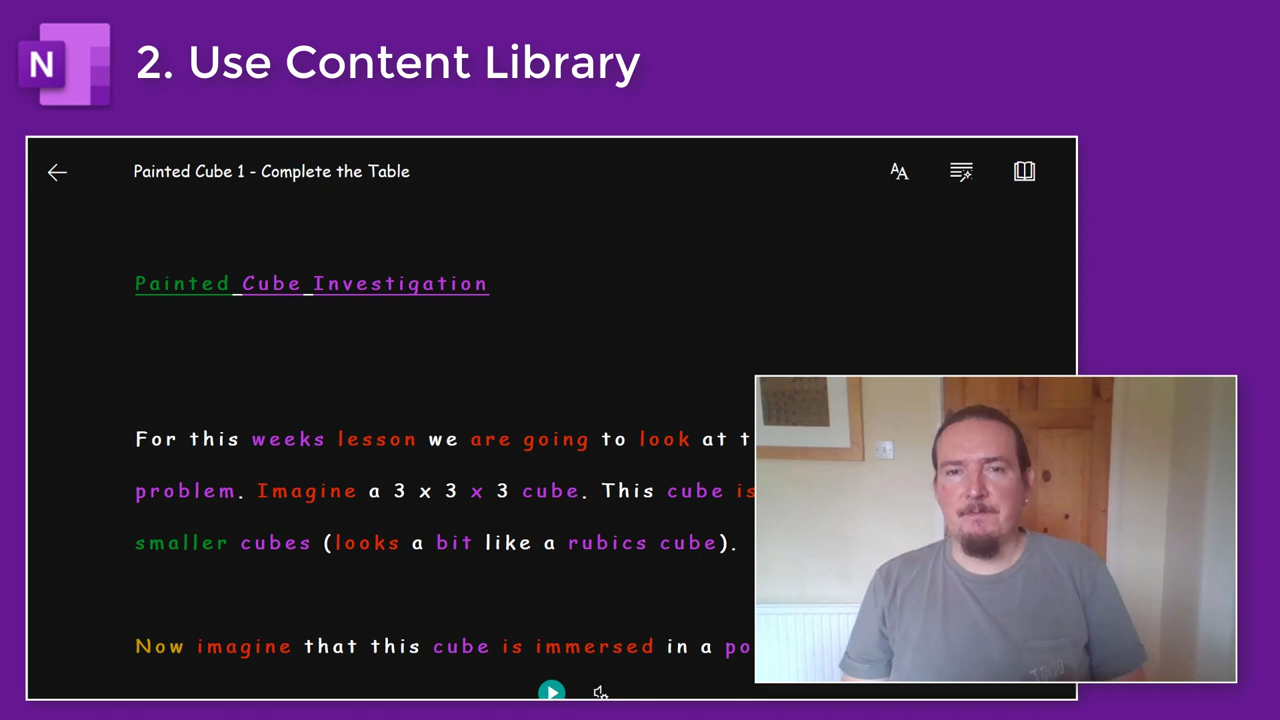 N
2. Use Content Library
Painted Cube 1 - Complete the Table
AA
Painted Cube Investigation
For this weeks lesson we are going to look at t
problem. Imagine a 3 x 3 x 3 cube. This cube is
smaller cubes (looks a bit like a rubics cube).
Now imagine that this cube is immersed in a po